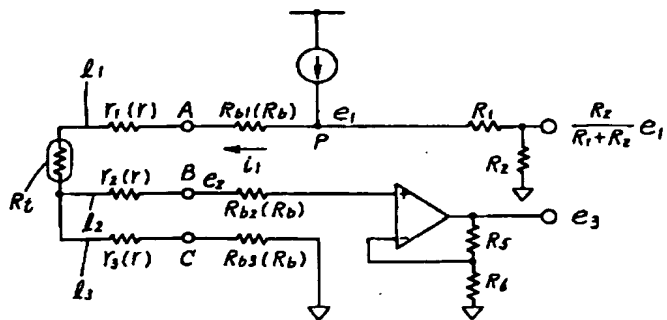 ℓ1
r1(r) A Rb1(Rb) e1 R1 R2/(R1+R2) e1
P
i1
R2
Rt
r2(r) B e2 Rb2(Rb) + e3
ℓ2
−
R5
r3(r) C Rb3(Rb) R6
ℓ3